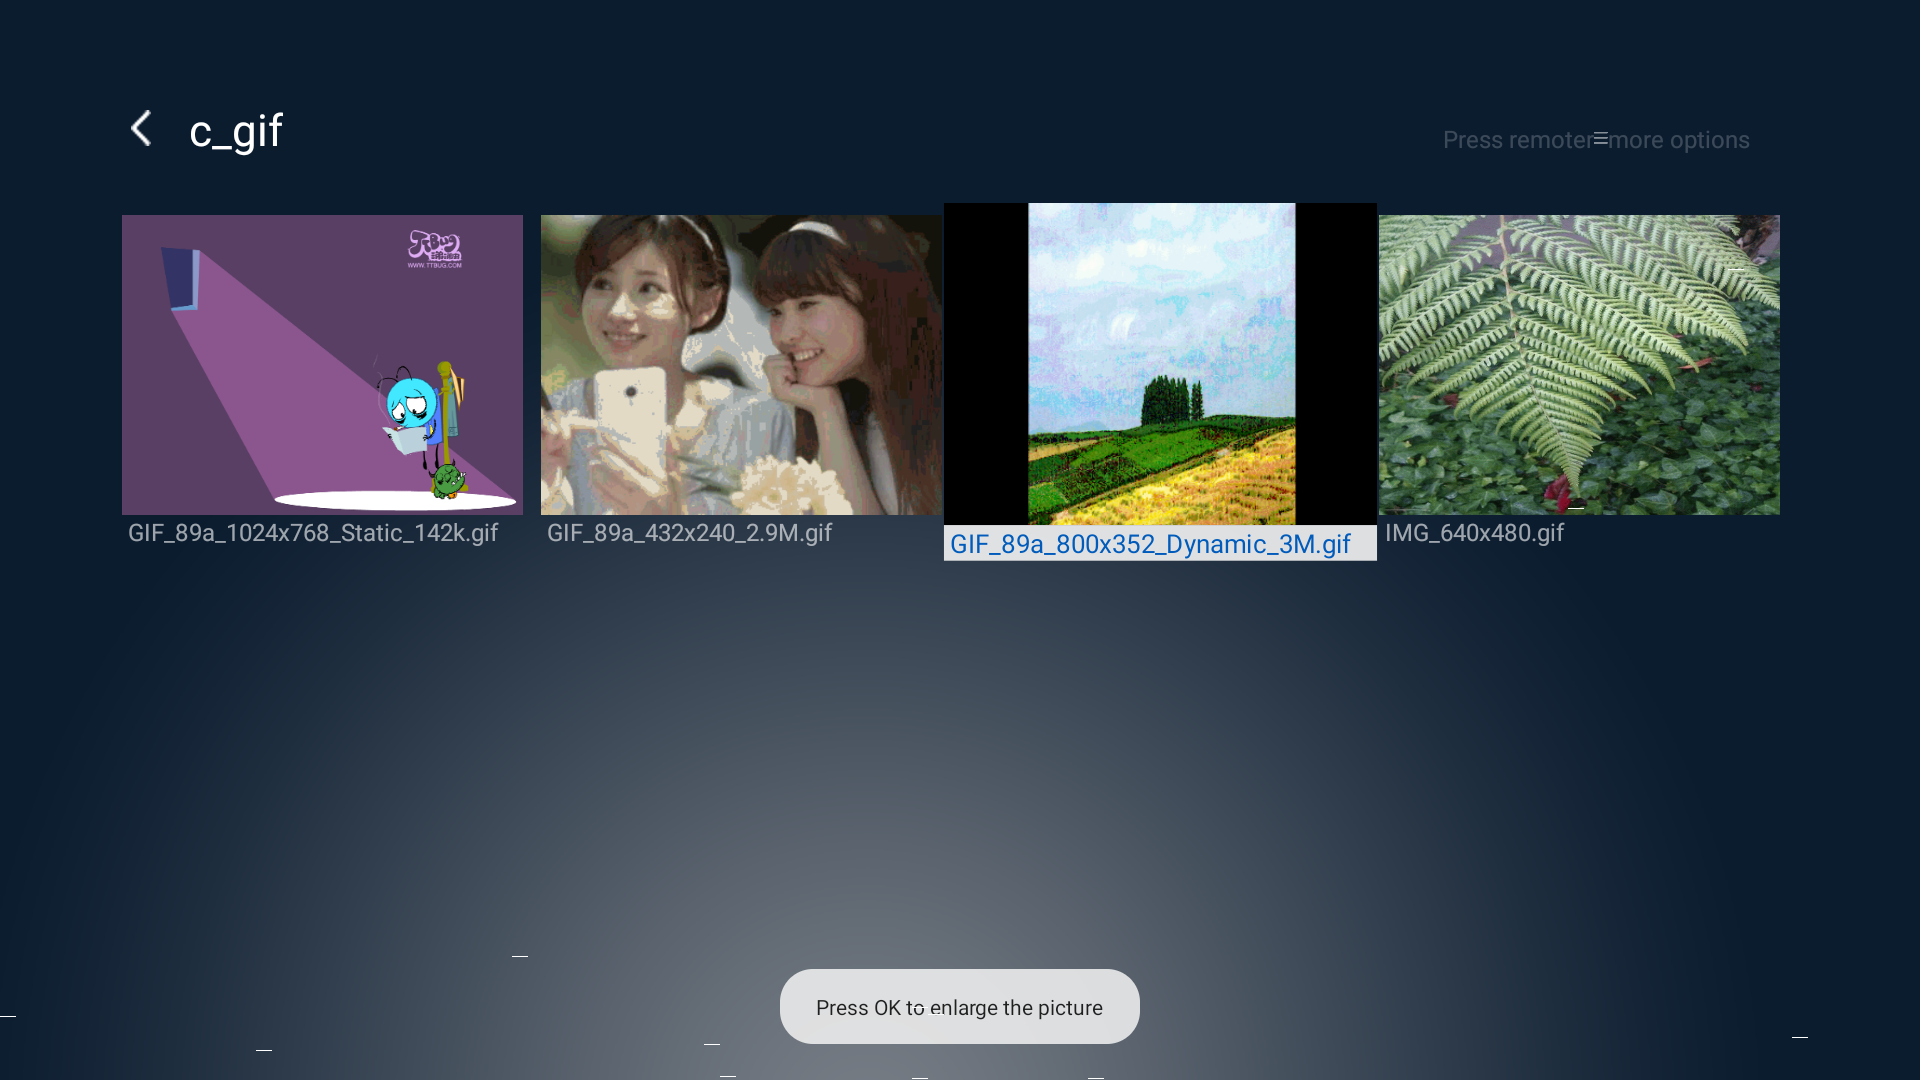 c_gif
Press remoter☰more options
WWW.TTBUG.COM
GIF_89a_1024x768_Static_142k.gif
GIF_89a_432x240_2.9M.gif
GIF_89a_800x352_Dynamic_3M.gif
IMG_640x480.gif
Press OK to enlarge the picture